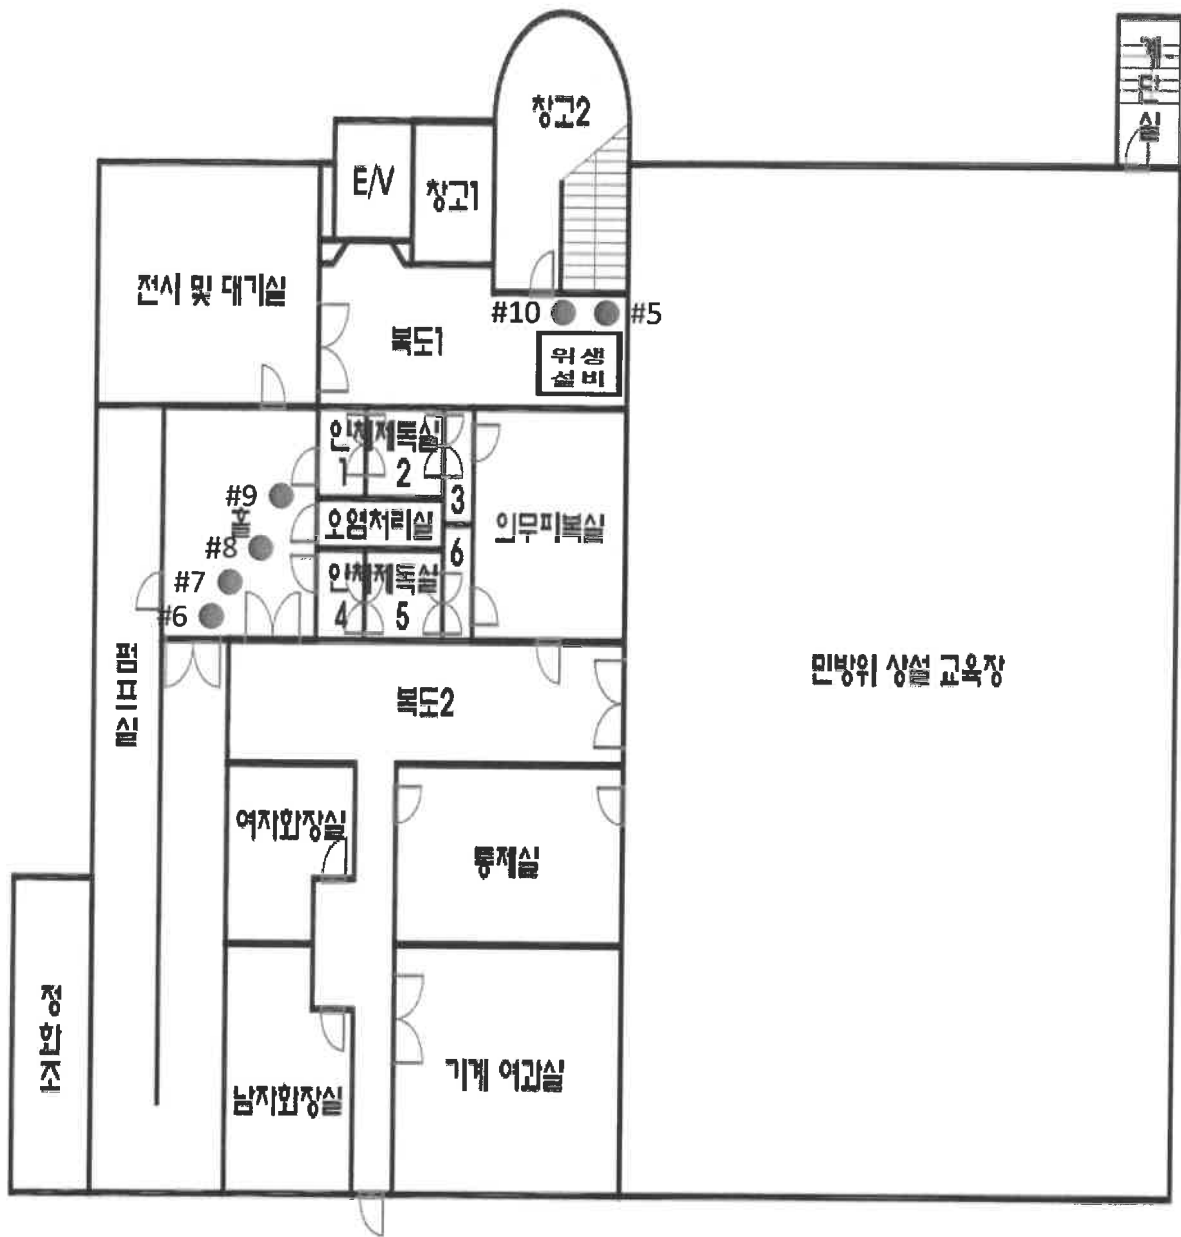 계단실
창고2
E/V
창고1
전시 및 대기실
#10
#5
복도1
위생
설비
인체제독실
1
2
3
#9
홀
오염처리실
의무피복실
#8
6
#7
인체제독실
4
5
#6
펌프실
복도2
민방위 상설 교육장
여자화장실
통제실
정화조
기계 여과실
남자화장실